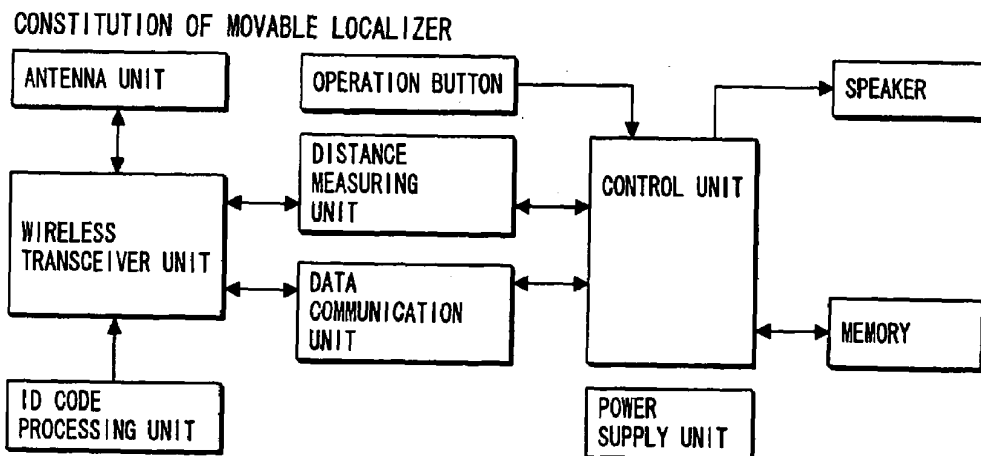 CONSTITUTION OF MOVABLE LOCALIZER
ANTENNA UNIT
OPERATION BUTTON
SPEAKER
DISTANCE
MEASURING
UNIT
CONTROL UNIT
WIRELESS
TRANSCEIVER UNIT
DATA
COMMUNICATION
UNIT
MEMORY
ID CODE
PROCESSING UNIT
POWER
SUPPLY UNIT